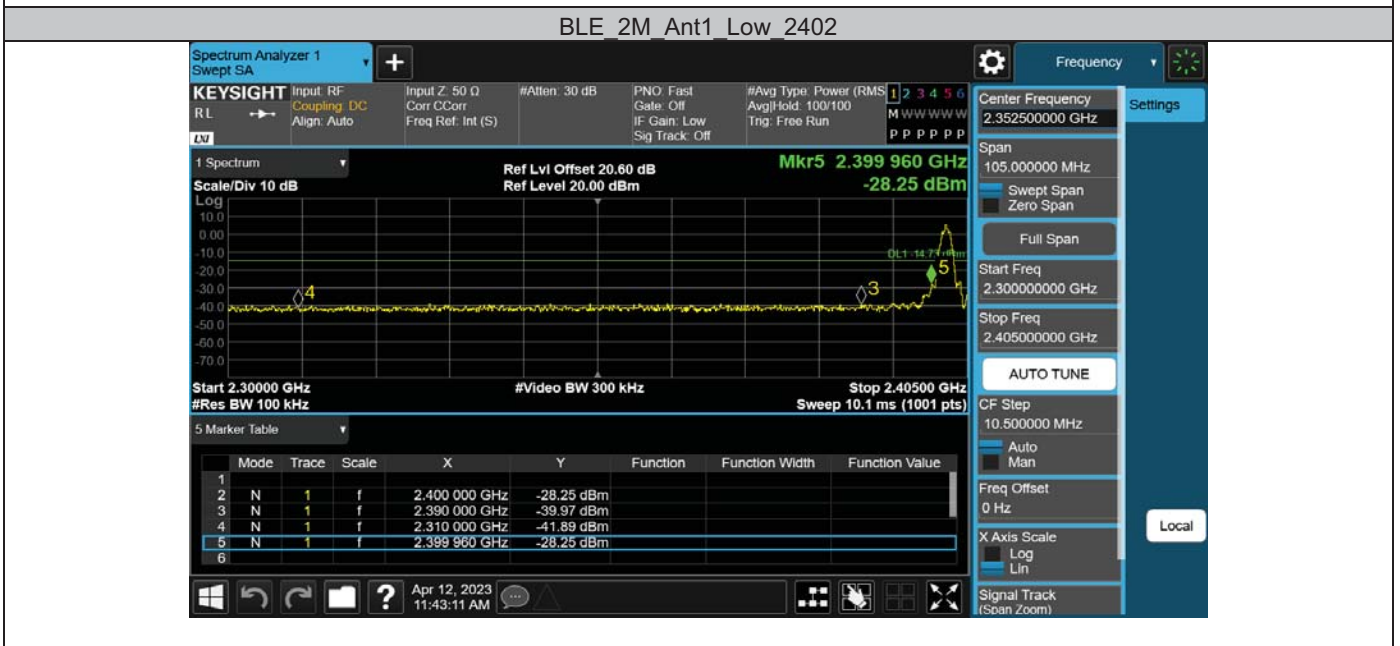 BLE_2M_Ant1_Low_2402
Spectrum Analyzer 1
Swept SA
+
Frequency
KEYSIGHT
RL
LXI
Input: RF
Coupling: DC
Align: Auto
Input Z: 50 Ω
Corr CCorr
Freq Ref: Int (S)
#Atten: 30 dB
PNO: Fast
Gate: Off
IF Gain: Low
Sig Track: Off
#Avg Type: Power (RMS
Avg|Hold: 100/100
Trig: Free Run
1 2 3 4 5 6
M W W W W W
P P P P P P
1 Spectrum
Scale/Div 10 dB
Ref Lvl Offset 20.60 dB
Ref Level 20.00 dBm
Mkr5 2.399 960 GHz
-28.25 dBm
Log
10.0
0.00
-10.0
-20.0
-30.0
-40.0
-50.0
-60.0
-70.0
DL1 -14.73 dBm
4
3
5
Start 2.30000 GHz
#Video BW 300 kHz
Stop 2.40500 GHz
#Res BW 100 kHz
Sweep 10.1 ms (1001 pts)
5 Marker Table
Mode Trace Scale X Y Function Function Width Function Value
1
2 N 1 f 2.400 000 GHz -28.25 dBm
3 N 1 f 2.390 000 GHz -39.97 dBm
4 N 1 f 2.310 000 GHz -41.89 dBm
5 N 1 f 2.399 960 GHz -28.25 dBm
6
?
Apr 12, 2023
11:43:11 AM
Center Frequency
2.352500000 GHz
Settings
Span
105.000000 MHz
Swept Span
Zero Span
Full Span
Start Freq
2.300000000 GHz
Stop Freq
2.405000000 GHz
AUTO TUNE
CF Step
10.500000 MHz
Auto
Man
Freq Offset
0 Hz
X Axis Scale
Log
Lin
Local
Signal Track
(Span Zoom)